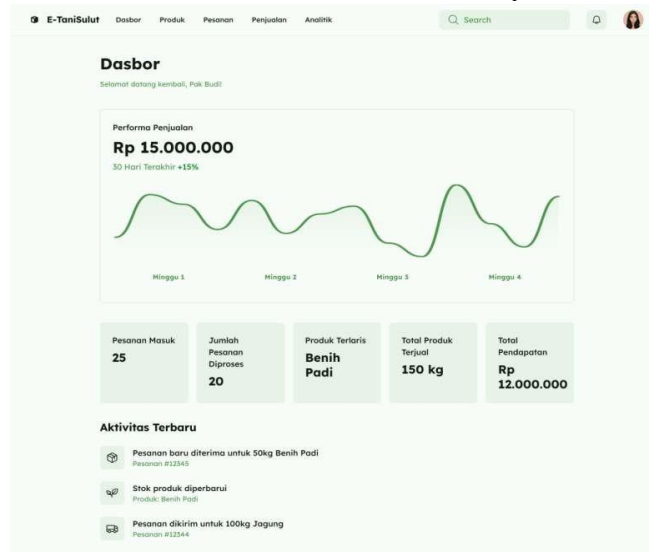 E-TaniSulut Dasbor Produk Pesanan Penjualan Analitik Search
Dasbor
Selamat datang kembali, Pak Budi!
Performa Penjualan
Rp 15.000.000
30 Hari Terakhir +15%
Minggu 1 Minggu 2 Minggu 3 Minggu 4
Pesanan Masuk
25
Jumlah
Pesanan
Diproses
20
Produk Terlaris
Benih
Padi
Total Produk
Terjual
150 kg
Total
Pendapatan
Rp
12.000.000
Aktivitas Terbaru
Pesanan baru diterima untuk 50kg Benih Padi
Pesanan #12345
Stok produk diperbarui
Produk: Benih Padi
Pesanan dikirim untuk 100kg Jagung
Pesanan #12344